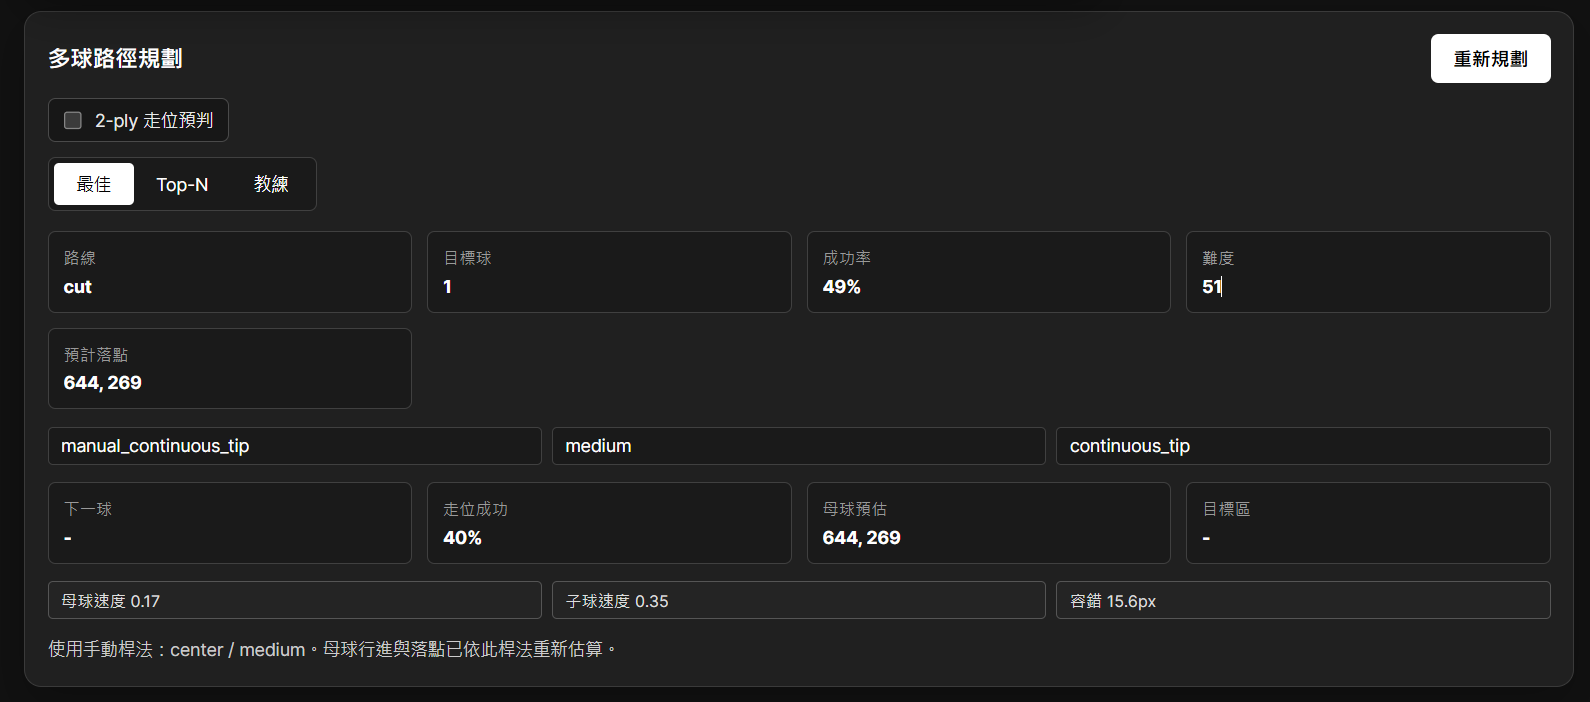 多球路徑規劃
重新規劃
2-ply 走位預判
最佳 Top-N 教練
路線 目標球 成功率 難度
cut 1 49% 51
預計落點
644, 269
manual_continuous_tip medium continuous_tip
下一球 走位成功 母球預估 目標區
- 40% 644, 269 -
母球速度 0.17 子球速度 0.35 容錯 15.6px
使用手動桿法：center / medium。母球行進與落點已依此桿法重新估算。